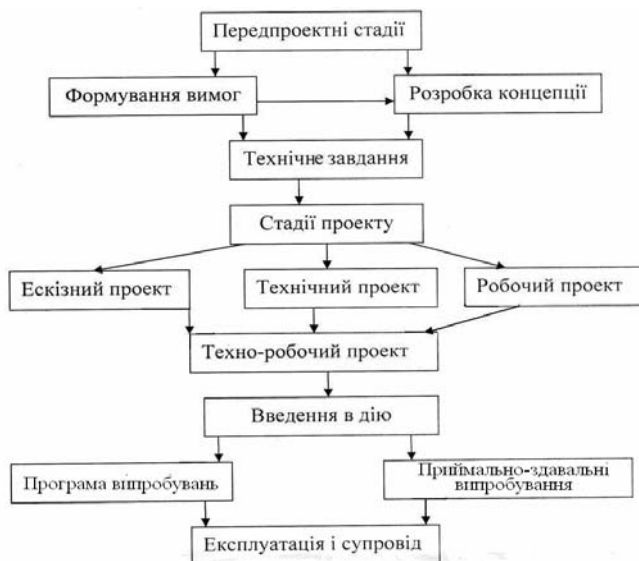 Передпроектні стадії
Формування вимог
Розробка концепції
Технічне завдання
Стадії проекту
Ескізний проект
Технічний проект
Робочий проект
Техно-робочий проект
Введення в дію
Програма випробувань
Приймально-здавальні
випробування
Експлуатація і супровід